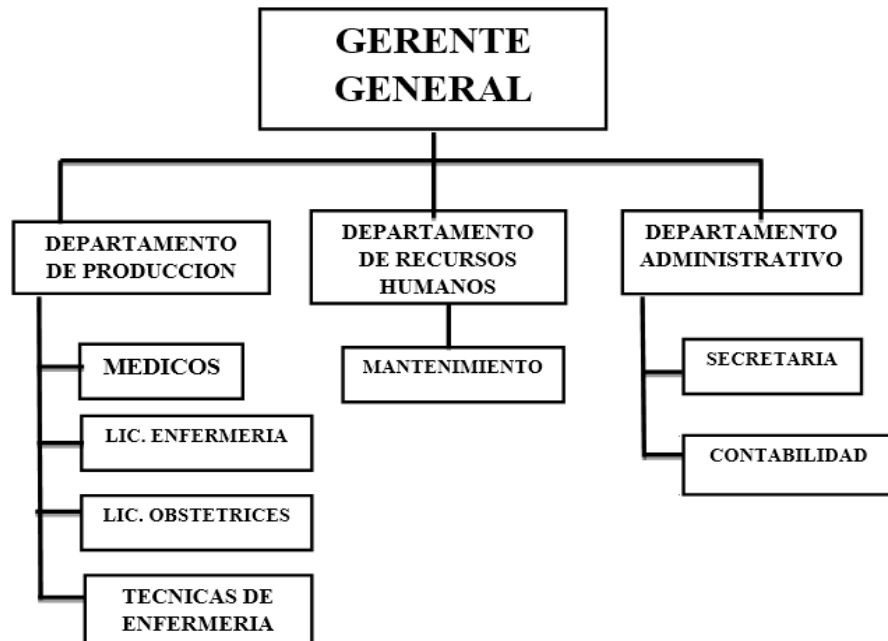 GERENTE
GENERAL
DEPARTAMENTO
DE PRODUCCION
DEPARTAMENTO
DE RECURSOS
HUMANOS
DEPARTAMENTO
ADMINISTRATIVO
MEDICOS
LIC. ENFERMERIA
LIC. OBSTETRICES
TECNICAS DE
ENFERMERIA
MANTENIMIENTO
SECRETARIA
CONTABILIDAD